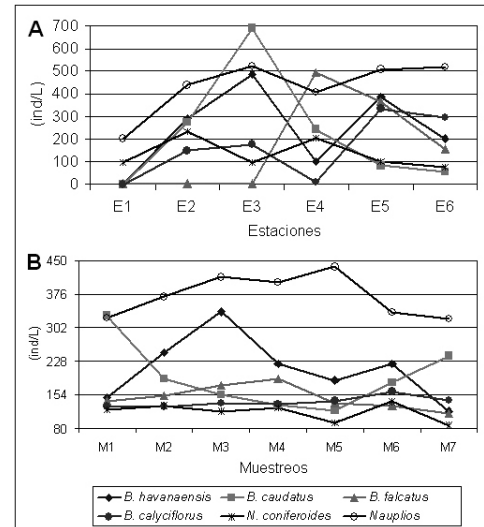 A
700
600
500
400
300
200
100
0
(ind/L)
E1 E2 E3 E4 E5 E6
Estaciones
B
450
376
302
228
154
80
(ind/L)
M1 M2 M3 M4 M5 M6 M7
Muestreos
B. havanaensis B. caudatus B. falcatus
B. calyciflorus N. coniferoides Nauplios